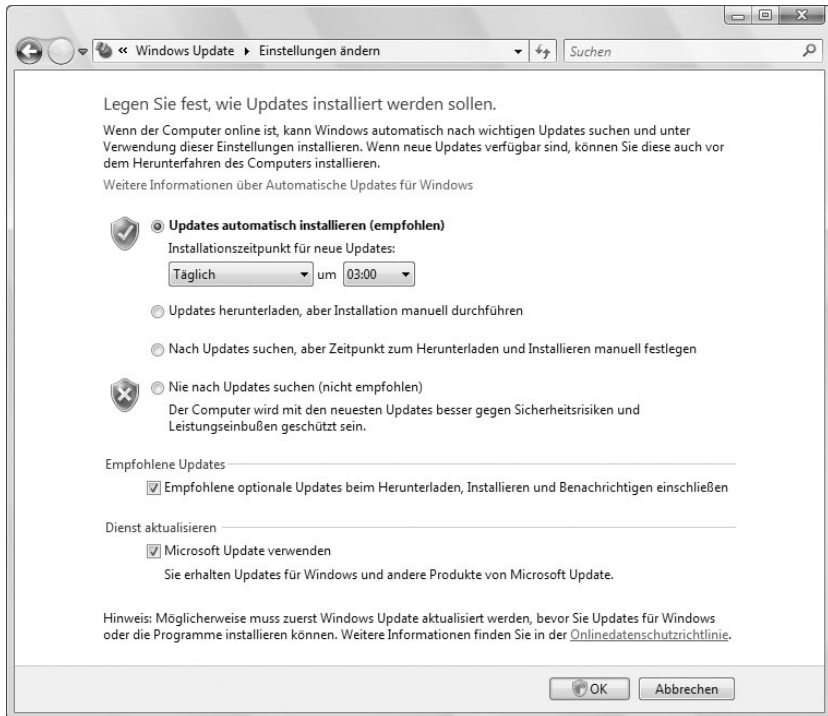 « Windows Update ▸ Einstellungen ändern
Suchen
Legen Sie fest, wie Updates installiert werden sollen.
Wenn der Computer online ist, kann Windows automatisch nach wichtigen Updates suchen und unter
Verwendung dieser Einstellungen installieren. Wenn neue Updates verfügbar sind, können Sie diese auch vor
dem Herunterfahren des Computers installieren.
Weitere Informationen über Automatische Updates für Windows
Updates automatisch installieren (empfohlen)
Installationszeitpunkt für neue Updates:
Täglich um 03:00
Updates herunterladen, aber Installation manuell durchführen
Nach Updates suchen, aber Zeitpunkt zum Herunterladen und Installieren manuell festlegen
Nie nach Updates suchen (nicht empfohlen)
Der Computer wird mit den neuesten Updates besser gegen Sicherheitsrisiken und
Leistungseinbußen geschützt sein.
Empfohlene Updates
Empfohlene optionale Updates beim Herunterladen, Installieren und Benachrichtigen einschließen
Dienst aktualisieren
Microsoft Update verwenden
Sie erhalten Updates für Windows und andere Produkte von Microsoft Update.
Hinweis: Möglicherweise muss zuerst Windows Update aktualisiert werden, bevor Sie Updates für Windows
oder die Programme installieren können. Weitere Informationen finden Sie in der Onlinedatenschutzrichtlinie.
OK
Abbrechen